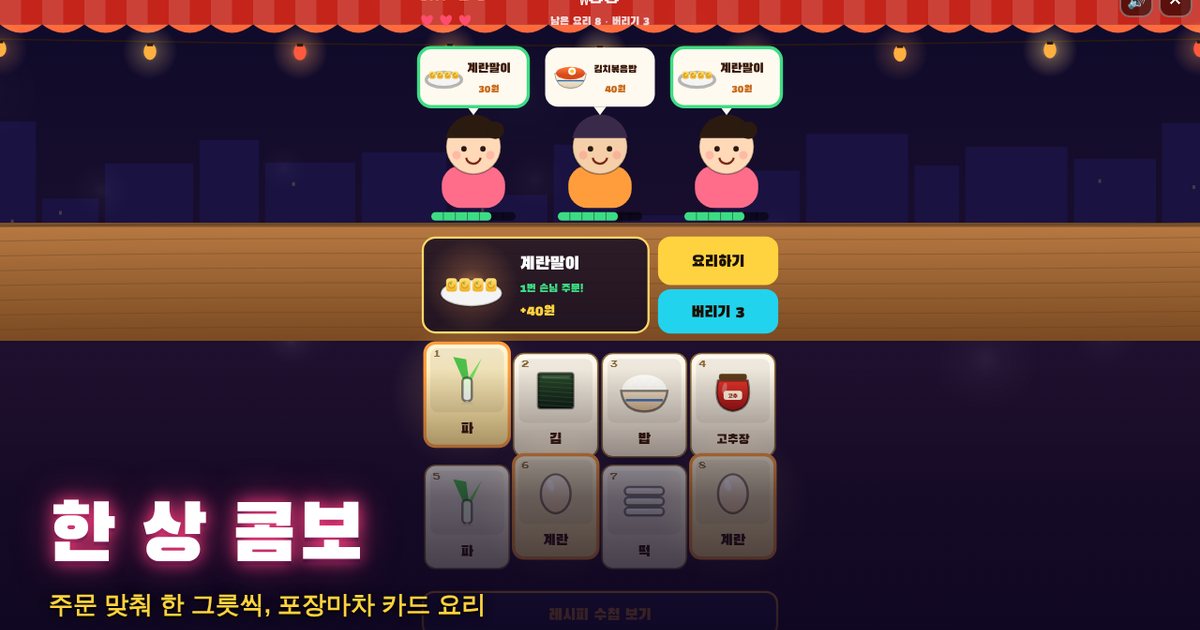 남은 요리 8 · 버리기 3
계란말이
30원
김치볶음밥
40원
계란말이
30원
계란말이
1번 손님 주문!
+40원
요리하기
버리기 3
1
파
2
김
3
밥
4
고추
고추장
5
파
6
계란
7
떡
8
계란
레시피 수첩 보기
한 상 콤보
주문 맞춰 한 그릇씩, 포장마차 카드 요리